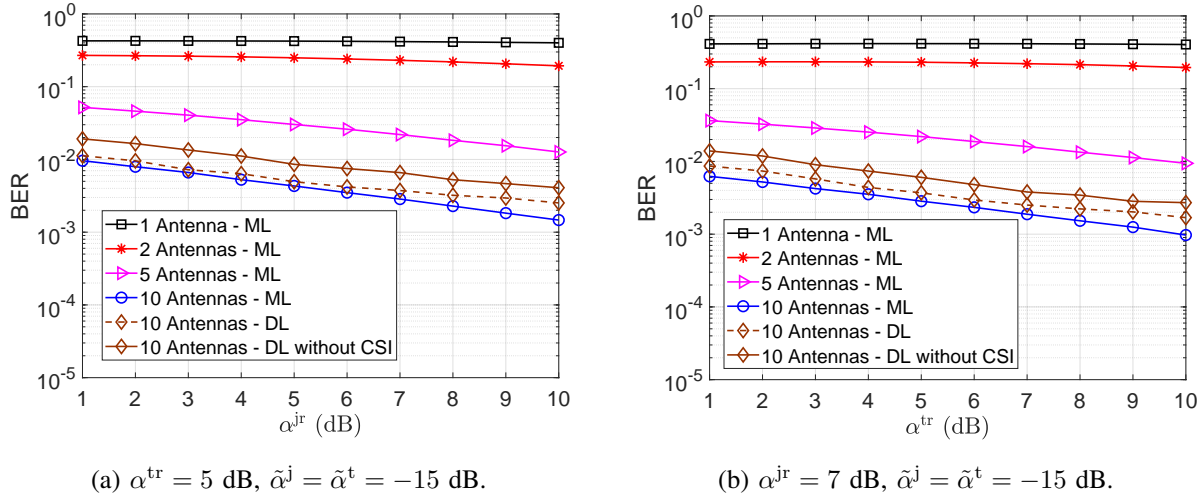 10^0
10^-1
10^-2
10^-3
10^-4
10^-5
BER
1 Antenna - ML
2 Antennas - ML
5 Antennas - ML
10 Antennas - ML
10 Antennas - DL
10 Antennas - DL without CSI
1 2 3 4 5 6 7 8 9 10
α^jr (dB)
(a) α^tr = 5 dB, α̃^j = α̃^t = −15 dB.
10^0
10^-1
10^-2
10^-3
10^-4
10^-5
BER
1 Antenna - ML
2 Antennas - ML
5 Antennas - ML
10 Antennas - ML
10 Antennas - DL
10 Antennas - DL without CSI
1 2 3 4 5 6 7 8 9 10
α^tr (dB)
(b) α^jr = 7 dB, α̃^j = α̃^t = −15 dB.